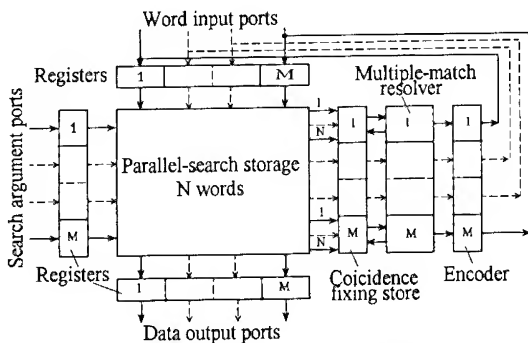 Word input ports
Registers
1
M
Multiple-match
resolver
Search argument ports
1
M
Parallel-search storage
N words
1
N
1
N
1
M
1
M
1
M
Registers
1
M
Coicidence
fixing store
Encoder
Data output ports